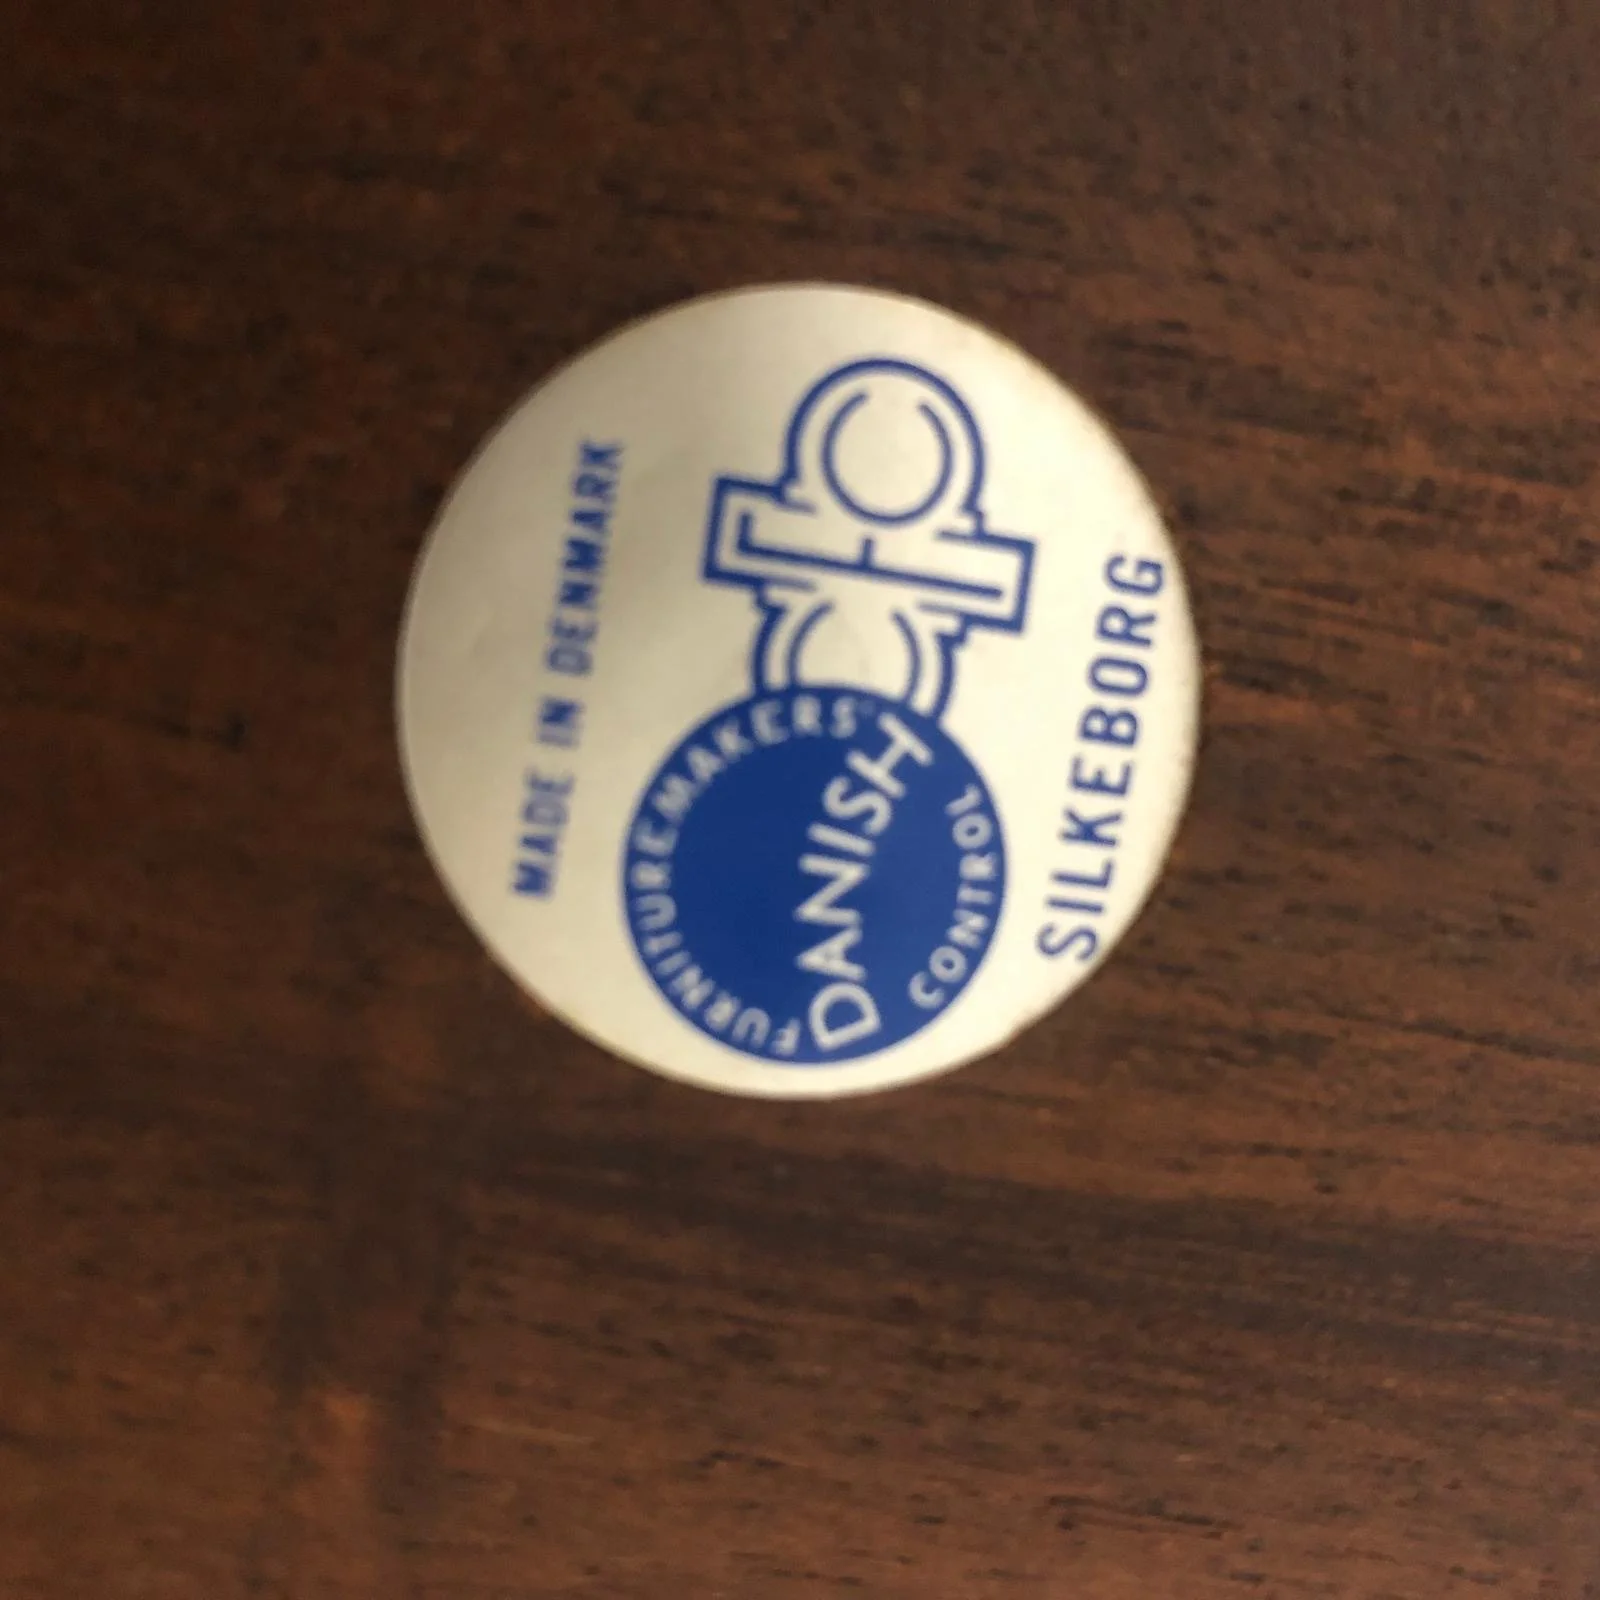 MADE IN DENMARK
FURNITUREMAKERS'
DANISH
CONTROL
SILKEBORG